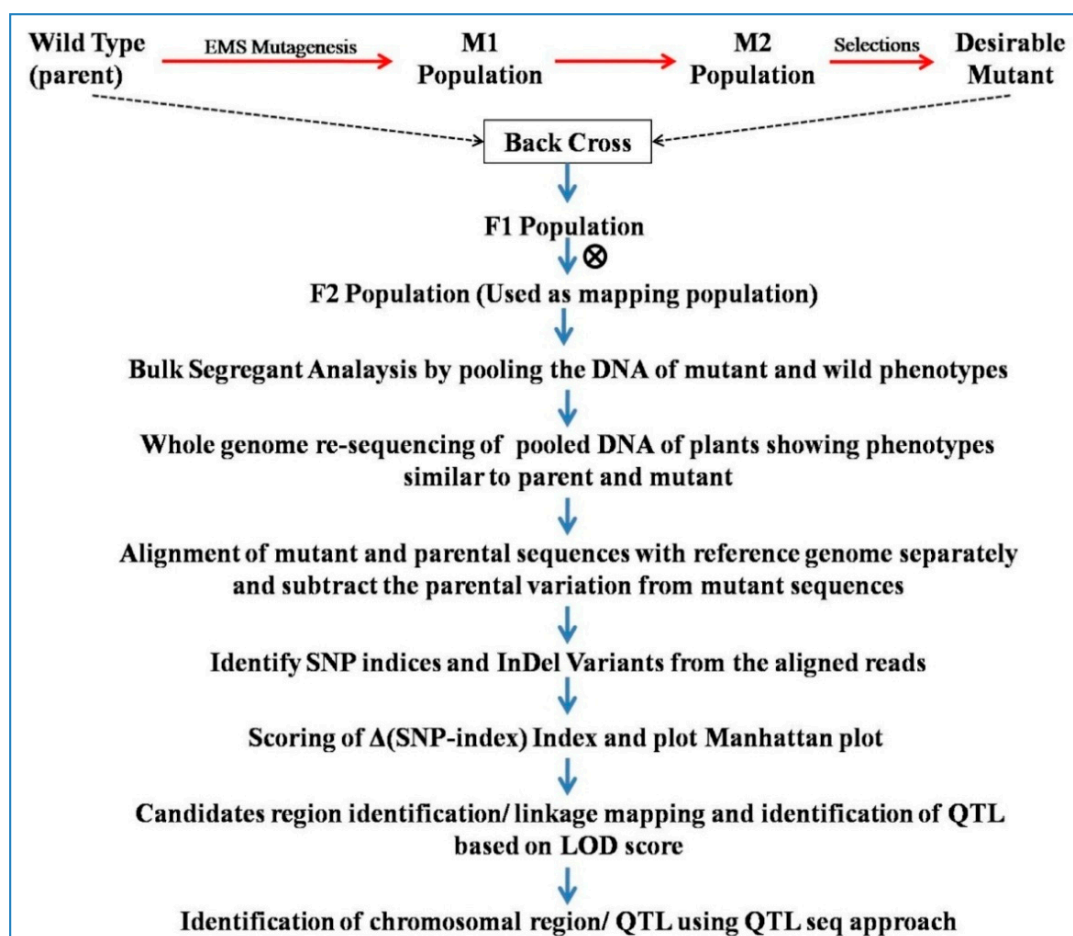 Wild Type EMS Mutagenesis M1 M2 Selections Desirable
(parent) Population Population Mutant
Back Cross
F1 Population
F2 Population (Used as mapping population)
Bulk Segregant Analaysis by pooling the DNA of mutant and wild phenotypes
Whole genome re-sequencing of pooled DNA of plants showing phenotypes
similar to parent and mutant
Alignment of mutant and parental sequences with reference genome separately
and subtract the parental variation from mutant sequences
Identify SNP indices and InDel Variants from the aligned reads
Scoring of Δ(SNP-index) Index and plot Manhattan plot
Candidates region identification/ linkage mapping and identification of QTL
based on LOD score
Identification of chromosomal region/ QTL using QTL seq approach